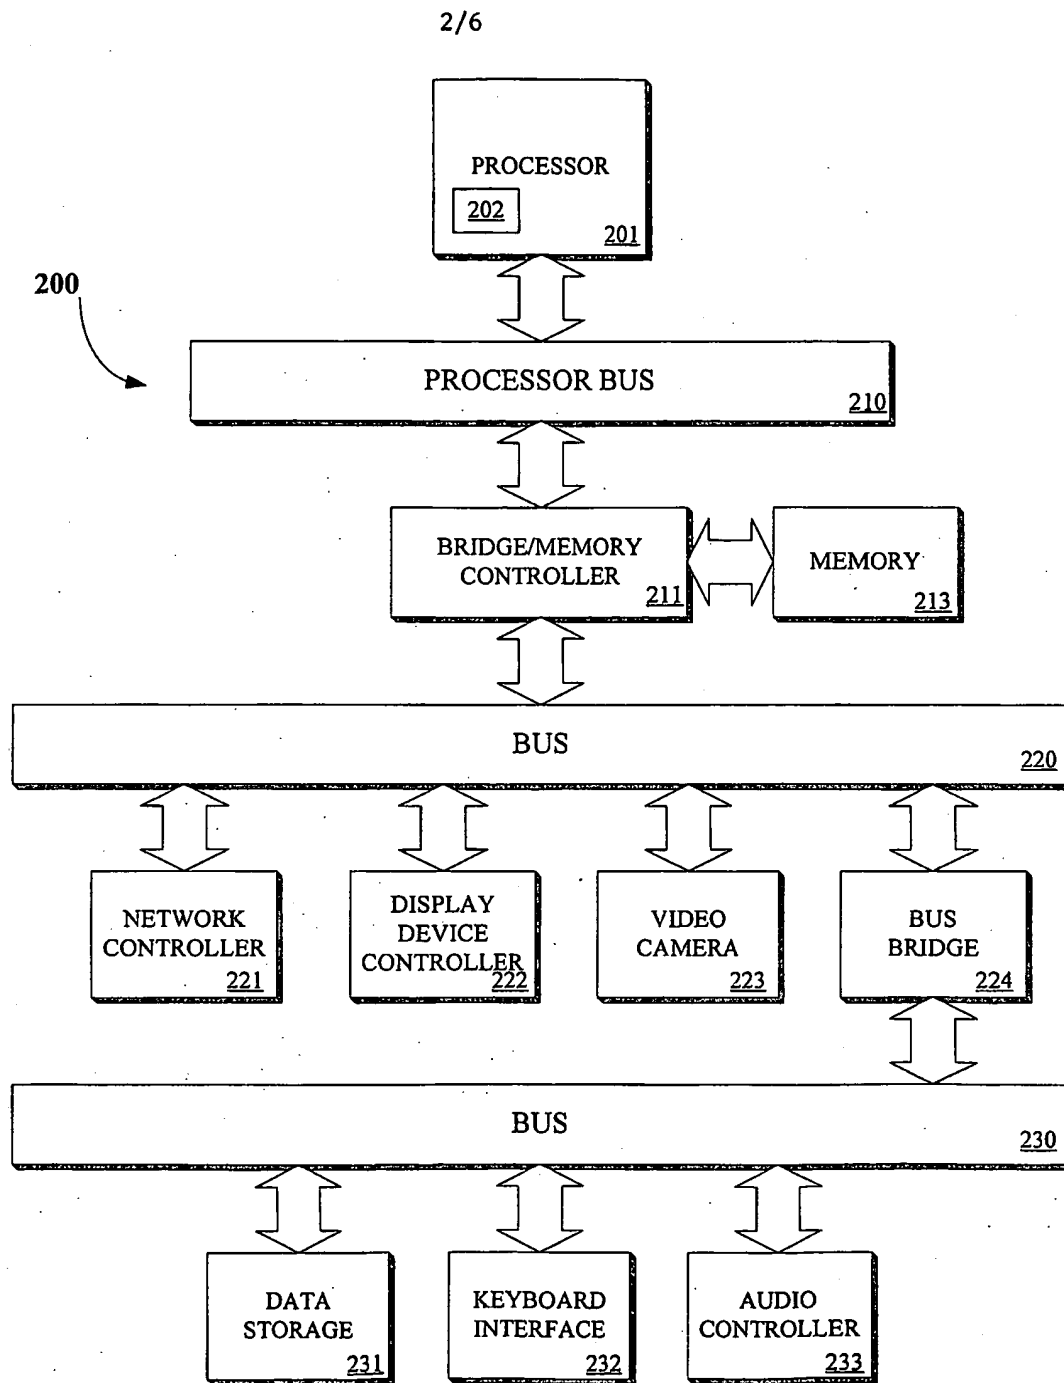 2/6
PROCESSOR
202
201
200
PROCESSOR BUS
210
BRIDGE/MEMORY
CONTROLLER
211
MEMORY
213
BUS
220
NETWORK
CONTROLLER
221
DISPLAY
DEVICE
CONTROLLER
222
VIDEO
CAMERA
223
BUS
BRIDGE
224
BUS
230
DATA
STORAGE
231
KEYBOARD
INTERFACE
232
AUDIO
CONTROLLER
233